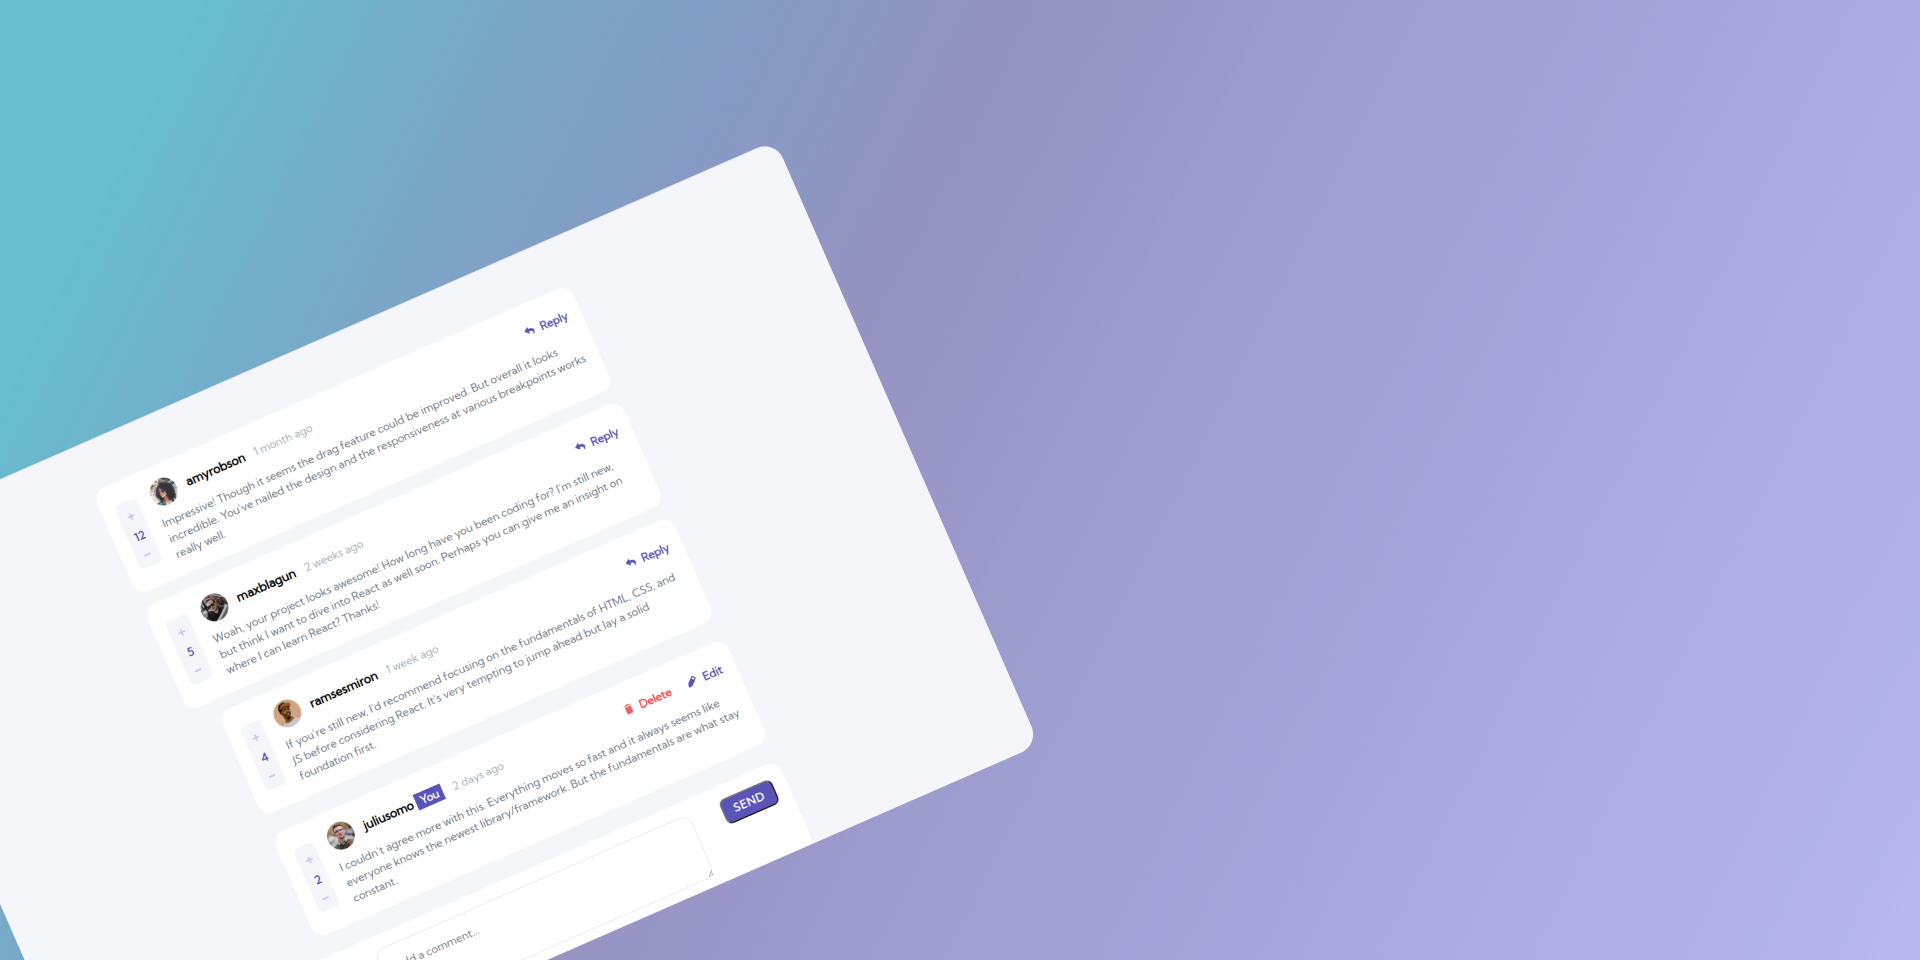 amyrobson 1 month ago
Reply
+
12
−
Impressive! Though it seems the drag feature could be improved. But overall it looks
incredible. You've nailed the design and the responsiveness at various breakpoints works
really well.
maxblagun 2 weeks ago
Reply
+
5
−
Woah, your project looks awesome! How long have you been coding for? I'm still new,
but think I want to dive into React as well soon. Perhaps you can give me an insight on
where I can learn React? Thanks!
ramsesmiron 1 week ago
Reply
+
4
−
If you're still new, I'd recommend focusing on the fundamentals of HTML, CSS, and
JS before considering React. It's very tempting to jump ahead but lay a solid
foundation first.
juliusomo You 2 days ago
Delete Edit
+
2
−
I couldn't agree more with this. Everything moves so fast and it always seems like
everyone knows the newest library/framework. But the fundamentals are what stay
constant.
a comment...
SEND